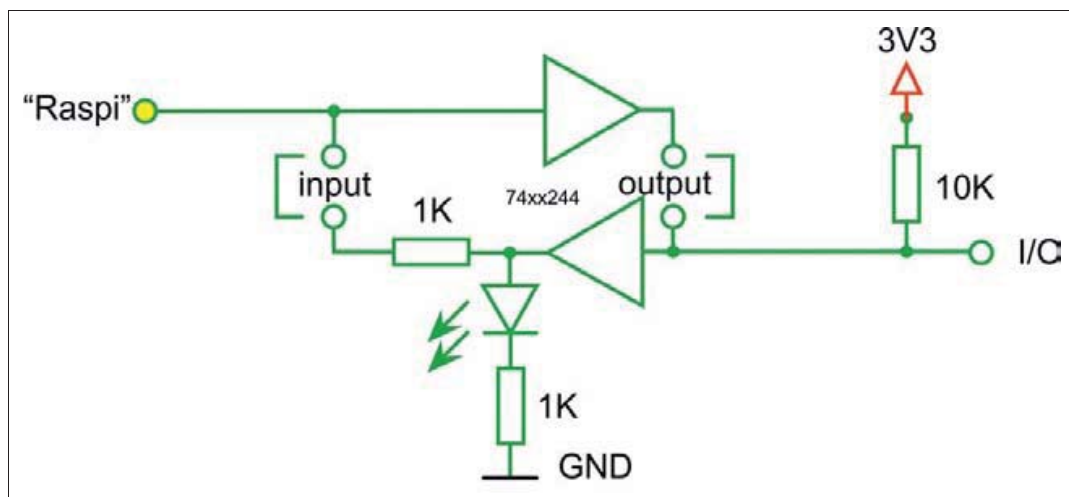 3V3
“Raspi”
input
output
74xx244
1K
10K
I/O
1K
GND